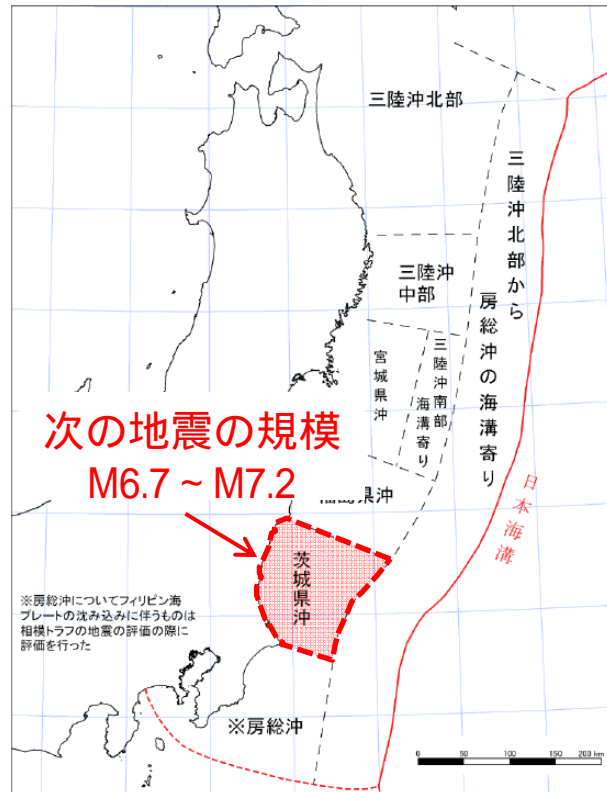 三陸沖北部
三陸沖北部から
房総沖の海溝寄り
三陸沖
中部
宮城県沖
三陸沖南部
海溝寄り
次の地震の規模
M6.7 ~ M7.2
福島県沖
日本海溝
茨城県沖
※房総沖についてフィリピン海
プレートの沈み込みに伴うものは
相模トラフの地震の評価の際に
評価を行った
※房総沖
0 50 100 150 200 km